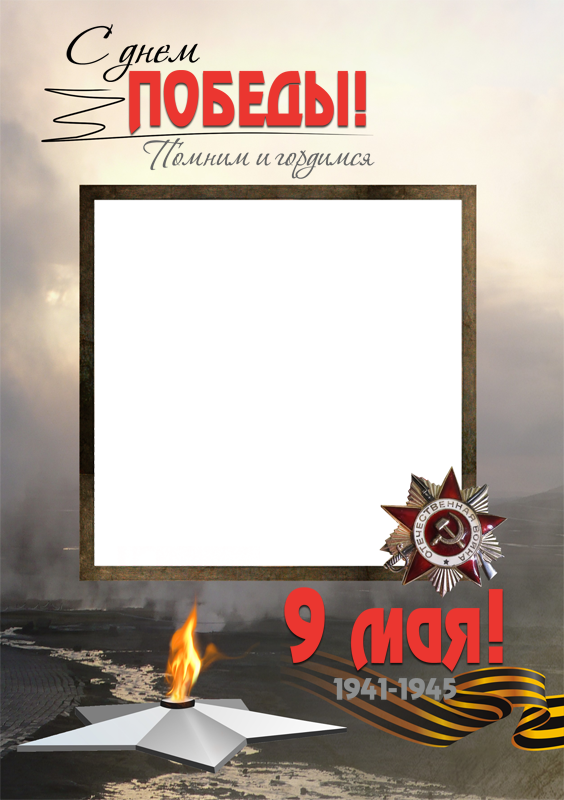 С днем
ПОБЕДЫ!
Помним и гордимся
ОТЕЧЕСТВЕННАЯ ВОЙНА
9 мая!
1941-1945